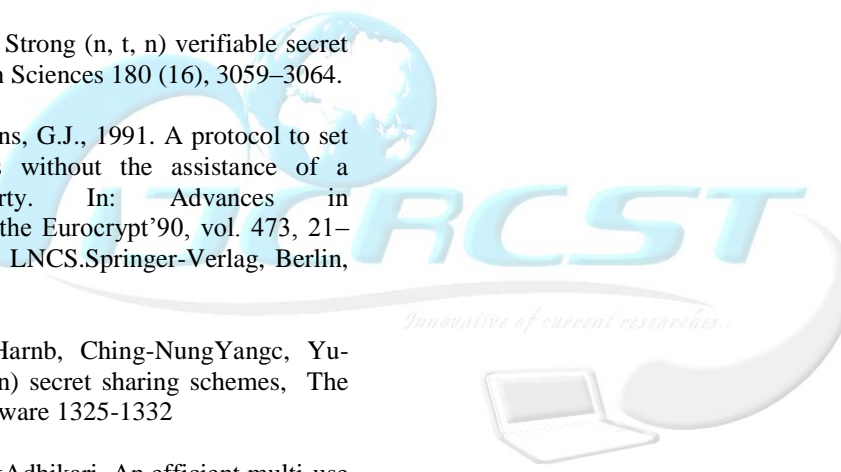 Strong (n, t, n) verifiable secret
n Sciences 180 (16), 3059–3064.
ns, G.J., 1991. A protocol to set
s without the assistance of a
rty. In: Advances in
the Eurocrypt’90, vol. 473, 21–
LNCS.Springer-Verlag, Berlin,
Harnb, Ching-NungYangc, Yu-
n) secret sharing schemes, The
ware 1325-1332
Adhikari, An efficient multi-use
IJCRCST
Innovative of current researches...